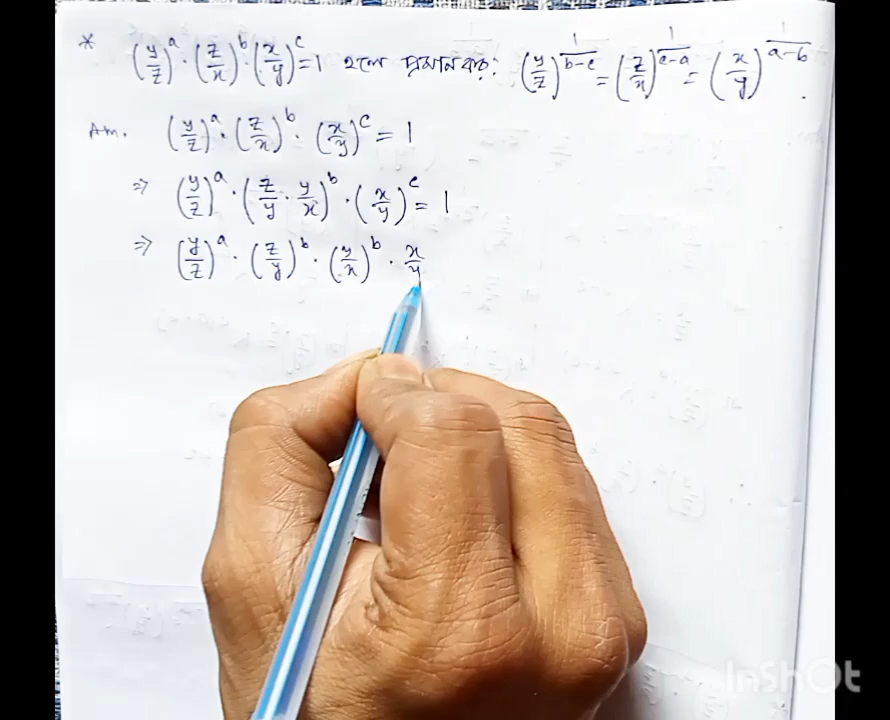 * (y/z)^a · (z/x)^b · (x/y)^c = 1 হলে প্রমাণ কর: (y/z)^(1/(b-c)) = (z/x)^(1/(c-a)) = (x/y)^(1/(a-b)).
Ans. (y/z)^a · (z/x)^b · (x/y)^c = 1
⇒ (y/z)^a · (z/y · y/x)^b · (x/y)^c = 1
⇒ (y/z)^a · (z/y)^b · (y/x)^b · x/y
InShOt